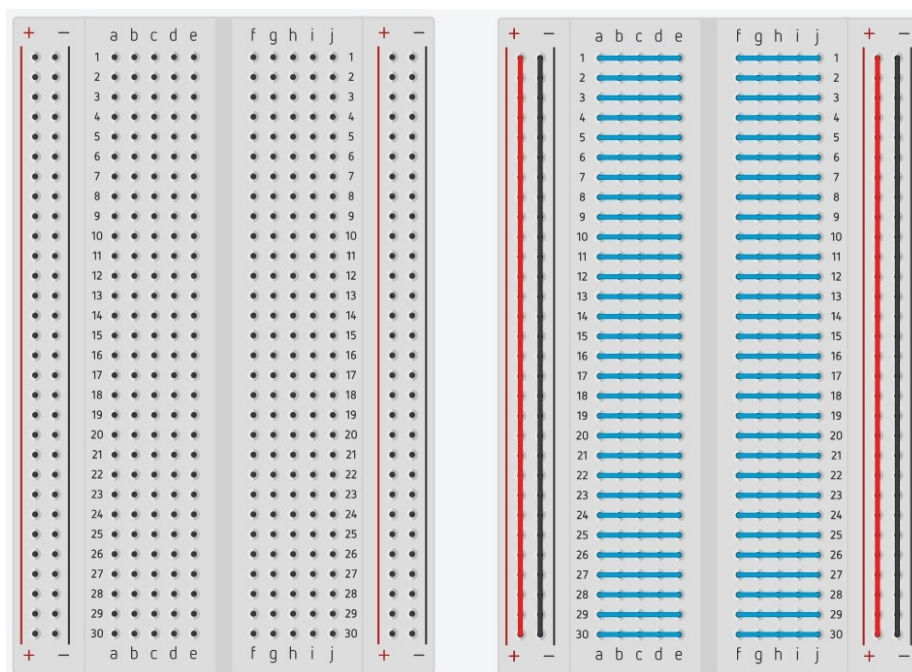 + − a b c d e f g h i j + − + − a b c d e f g h i j + −
1 1 1 1
2 2 2 2
3 3 3 3
4 4 4 4
5 5 5 5
6 6 6 6
7 7 7 7
8 8 8 8
9 9 9 9
10 10 10 10
11 11 11 11
12 12 12 12
13 13 13 13
14 14 14 14
15 15 15 15
16 16 16 16
17 17 17 17
18 18 18 18
19 19 19 19
20 20 20 20
21 21 21 21
22 22 22 22
23 23 23 23
24 24 24 24
25 25 25 25
26 26 26 26
27 27 27 27
28 28 28 28
29 29 29 29
30 30 30 30
+ − a b c d e f g h i j + − + − a b c d e f g h i j + −